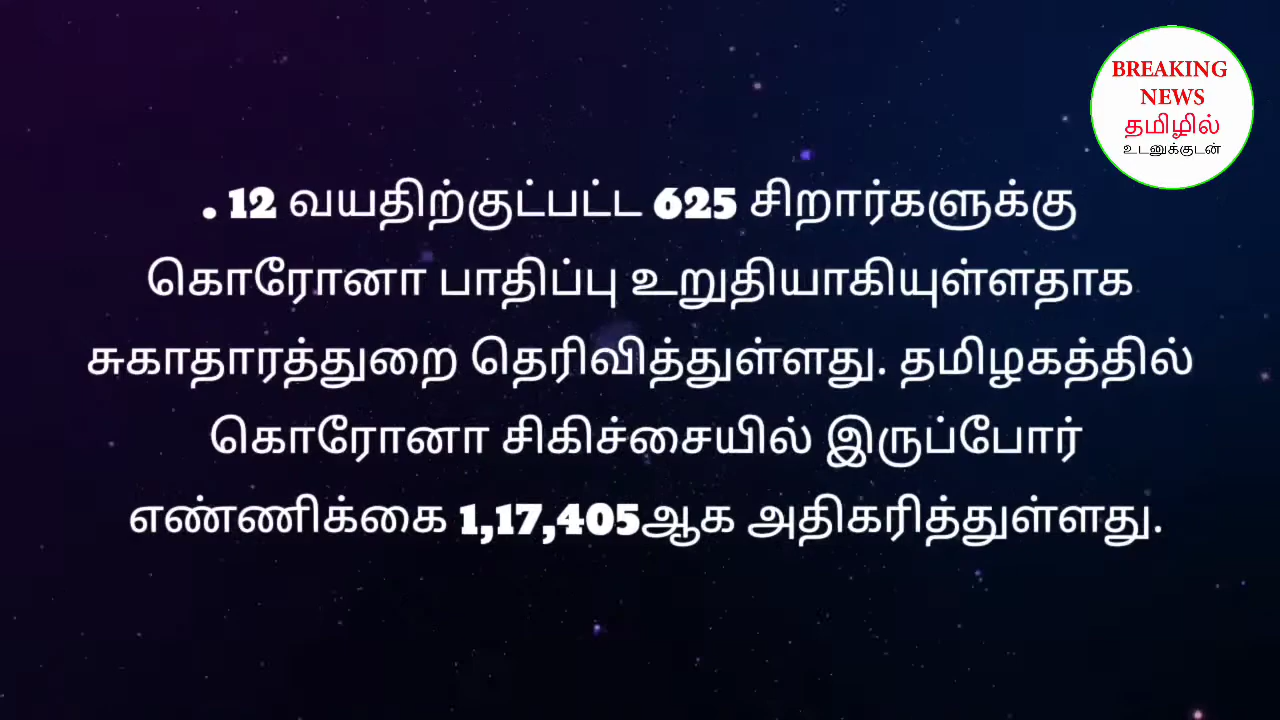 BREAKING
NEWS
தமிழில்
உடனுக்குடன்
. 12 வயதிற்குட்பட்ட 625 சிறார்களுக்கு
கொரோனா பாதிப்பு உறுதியாகியுள்ளதாக
சுகாதாரத்துறை தெரிவித்துள்ளது. தமிழகத்தில்
கொரோனா சிகிச்சையில் இருப்போர்
எண்ணிக்கை 1,17,405ஆக அதிகரித்துள்ளது.